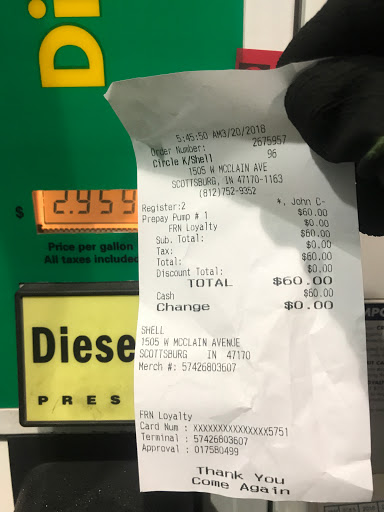 Di
$ 2.959
Price per gallon
All taxes include
Diese
PRES
5:45:50 AM3/20/2018
Order Number: 2675957
Circle K/Shell 96
1505 W MCCLAIN AVE
SCOTTSBURG, IN 47170-1163
(812)752-9352
Register:2 *, John C-
Prepay Pump # 1 $60.00
FRN Loyalty $0.00
Sub. Total: $60.00
Tax: $0.00
Total: $60.00
Discount Total: $0.00
TOTAL $60.00
Cash $60.00
Change $0.00
SHELL
1505 W MCCLAIN AVENUE
SCOTTSBURG IN 47170
Merch #: 57426803607
FRN Loyalty
Card Num : XXXXXXXXXXXXXXX5751
Terminal : 57426803607
Approval : 017580499
Thank You
Come Again